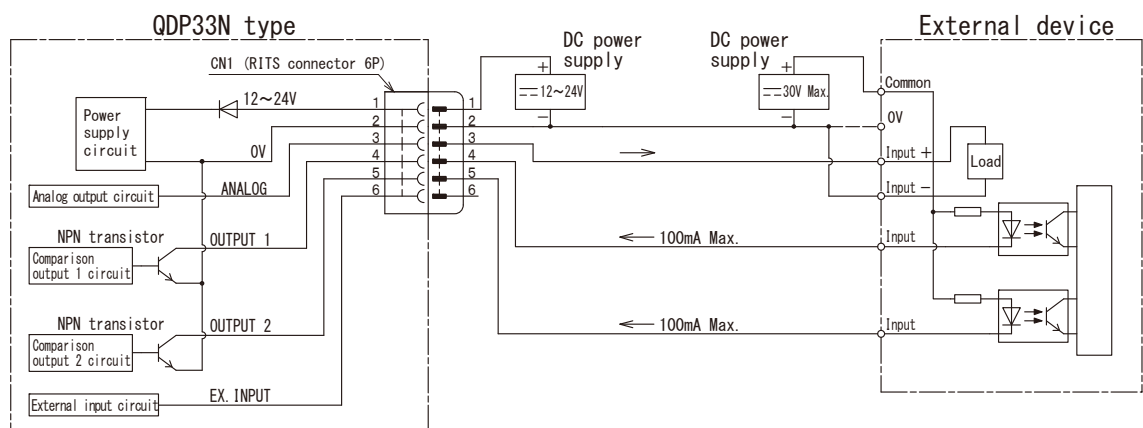 QDP33N type
External device
CN1 (RITS connector 6P)
DC power
supply
+
12~24V
−
DC power
supply
+
30V Max.
−
Power
supply
circuit
12~24V
0V
ANALOG
Analog output circuit
NPN transistor
OUTPUT 1
Comparison
output 1 circuit
NPN transistor
OUTPUT 2
Comparison
output 2 circuit
External input circuit
EX.INPUT
1
2
3
4
5
6
1
2
3
4
5
6
100mA Max.
100mA Max.
Common
0V
Input +
Load
Input −
Input
Input